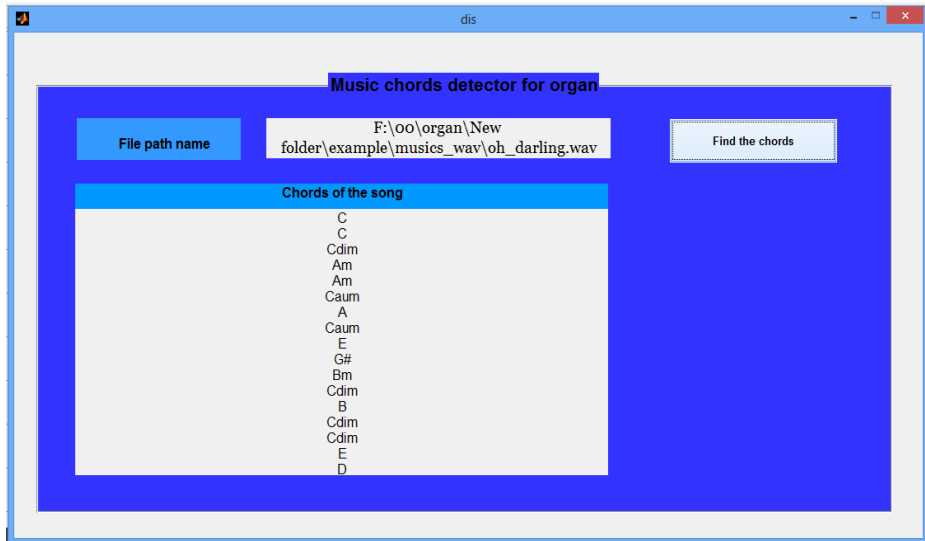 dis
Music chords detector for organ
File path name
F:\00\organ\New
folder\example\musics_wav\oh_darling.wav
Find the chords
Chords of the song
C
C
Cdim
Am
Am
Caum
A
Caum
E
G#
Bm
Cdim
B
Cdim
Cdim
E
D